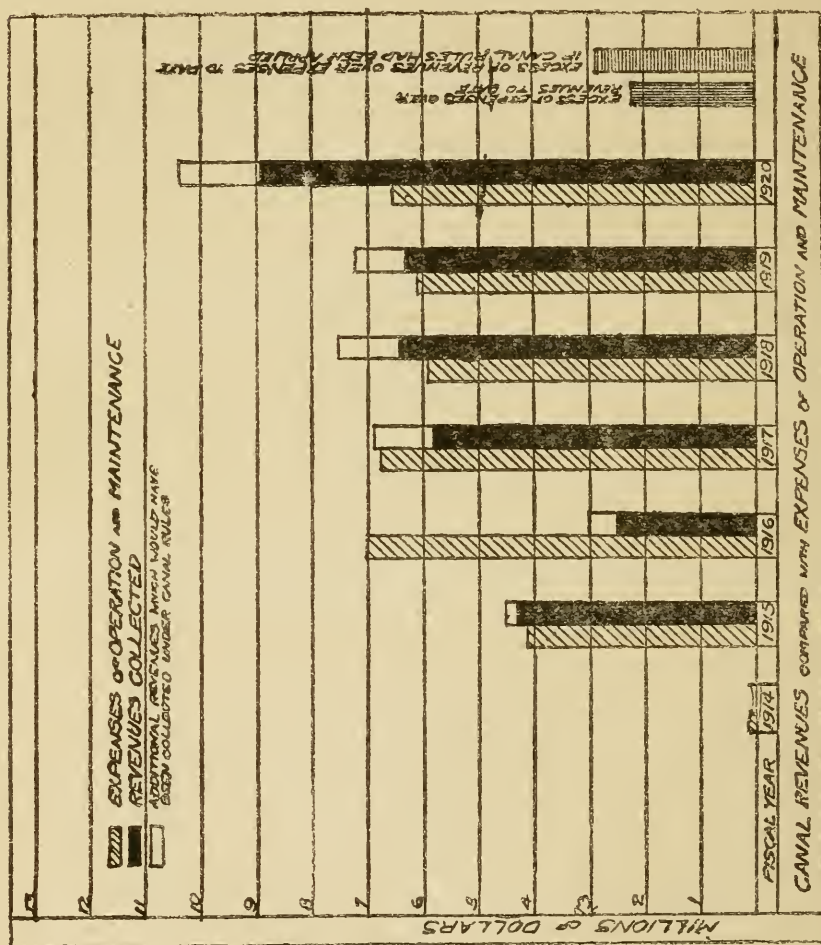 13
12
11
10
9
8
7
6
5
4
3
2
1
MILLIONS OF DOLLARS
EXPENSES OF OPERATION AND MAINTENANCE
REVENUES COLLECTED
ADDITIONAL REVENUES WHICH WOULD HAVE
BEEN COLLECTED UNDER CANAL RULES
EXCESS OF EXPENSES OVER
REVENUES TO DATE
EXCESS OF REVENUES OVER EXPENSES TO DATE
IF CANAL RULES HAD BEEN APPLIED
FISCAL YEAR 1914 1915 1916 1917 1918 1919 1920
CANAL REVENUES COMPARED WITH EXPENSES OF OPERATION AND MAINTENANCE